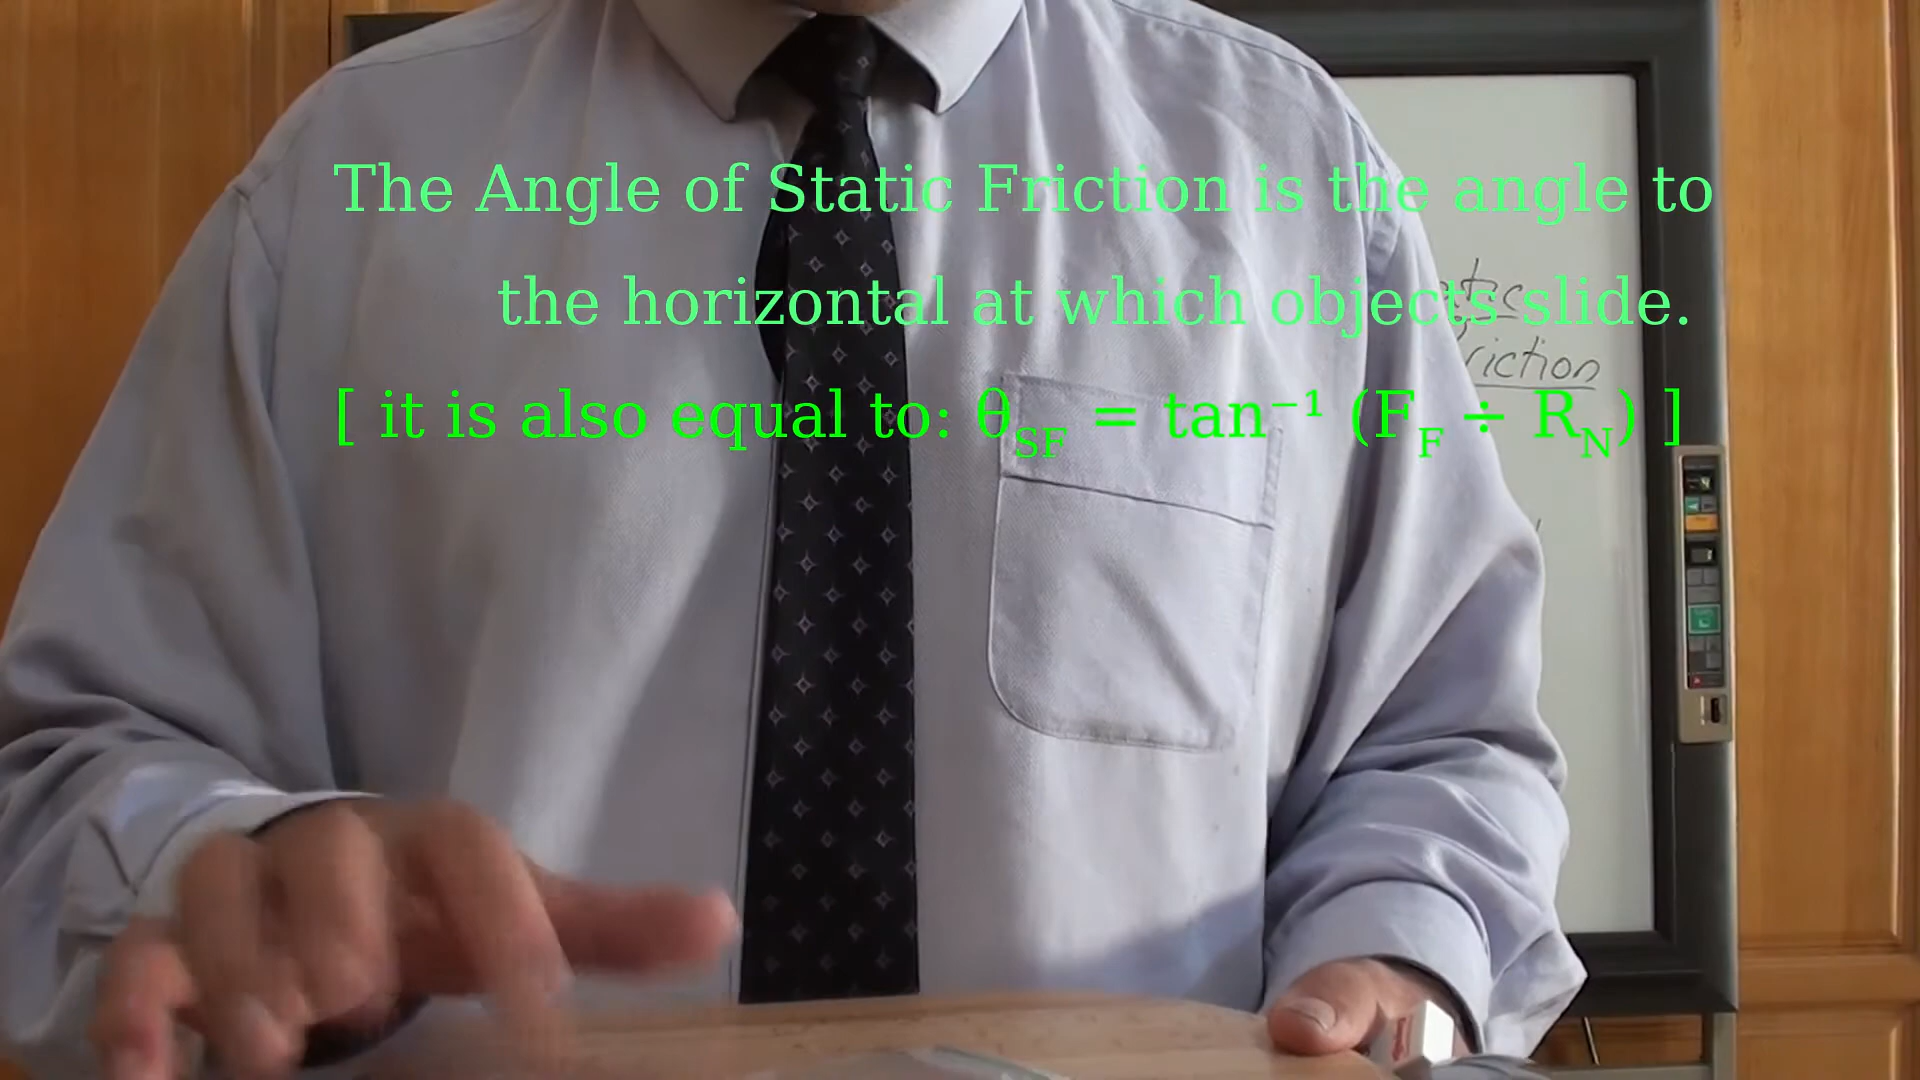 The Angle of Static Friction is the angle to
the horizontal at which objects slide.
[ it is also equal to: θSF = tan⁻¹ (FF ÷ RN) ]